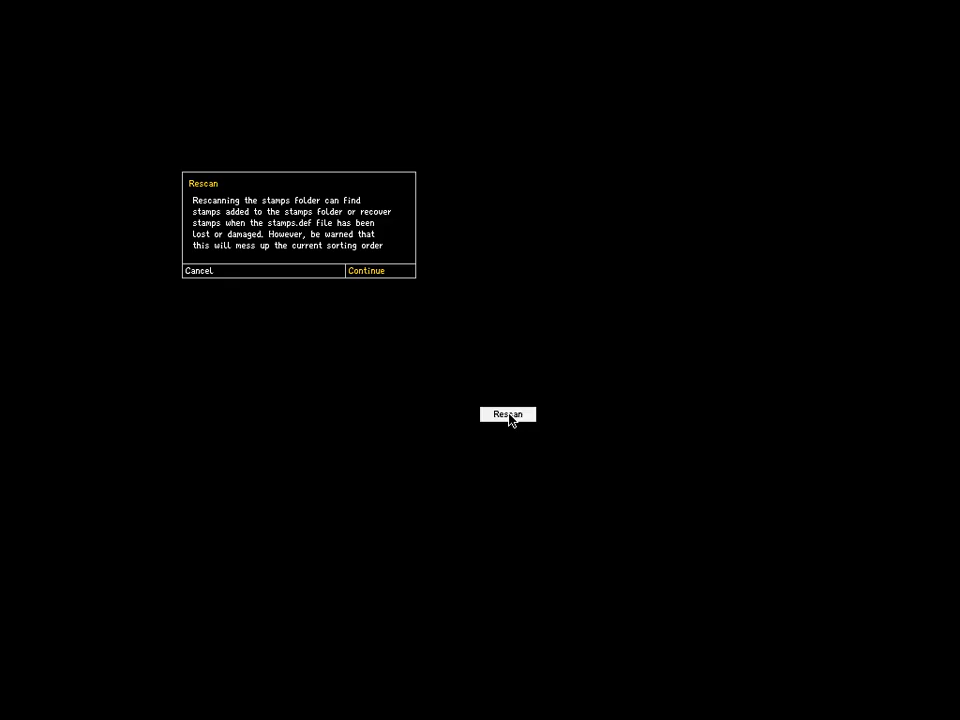 Rescan
Rescanning the stamps folder can find
stamps added to the stamps folder or recover
stamps when the stamps.def file has been
lost or damaged. However, be warned that
this will mess up the current sorting order
Cancel
Continue
Rescan